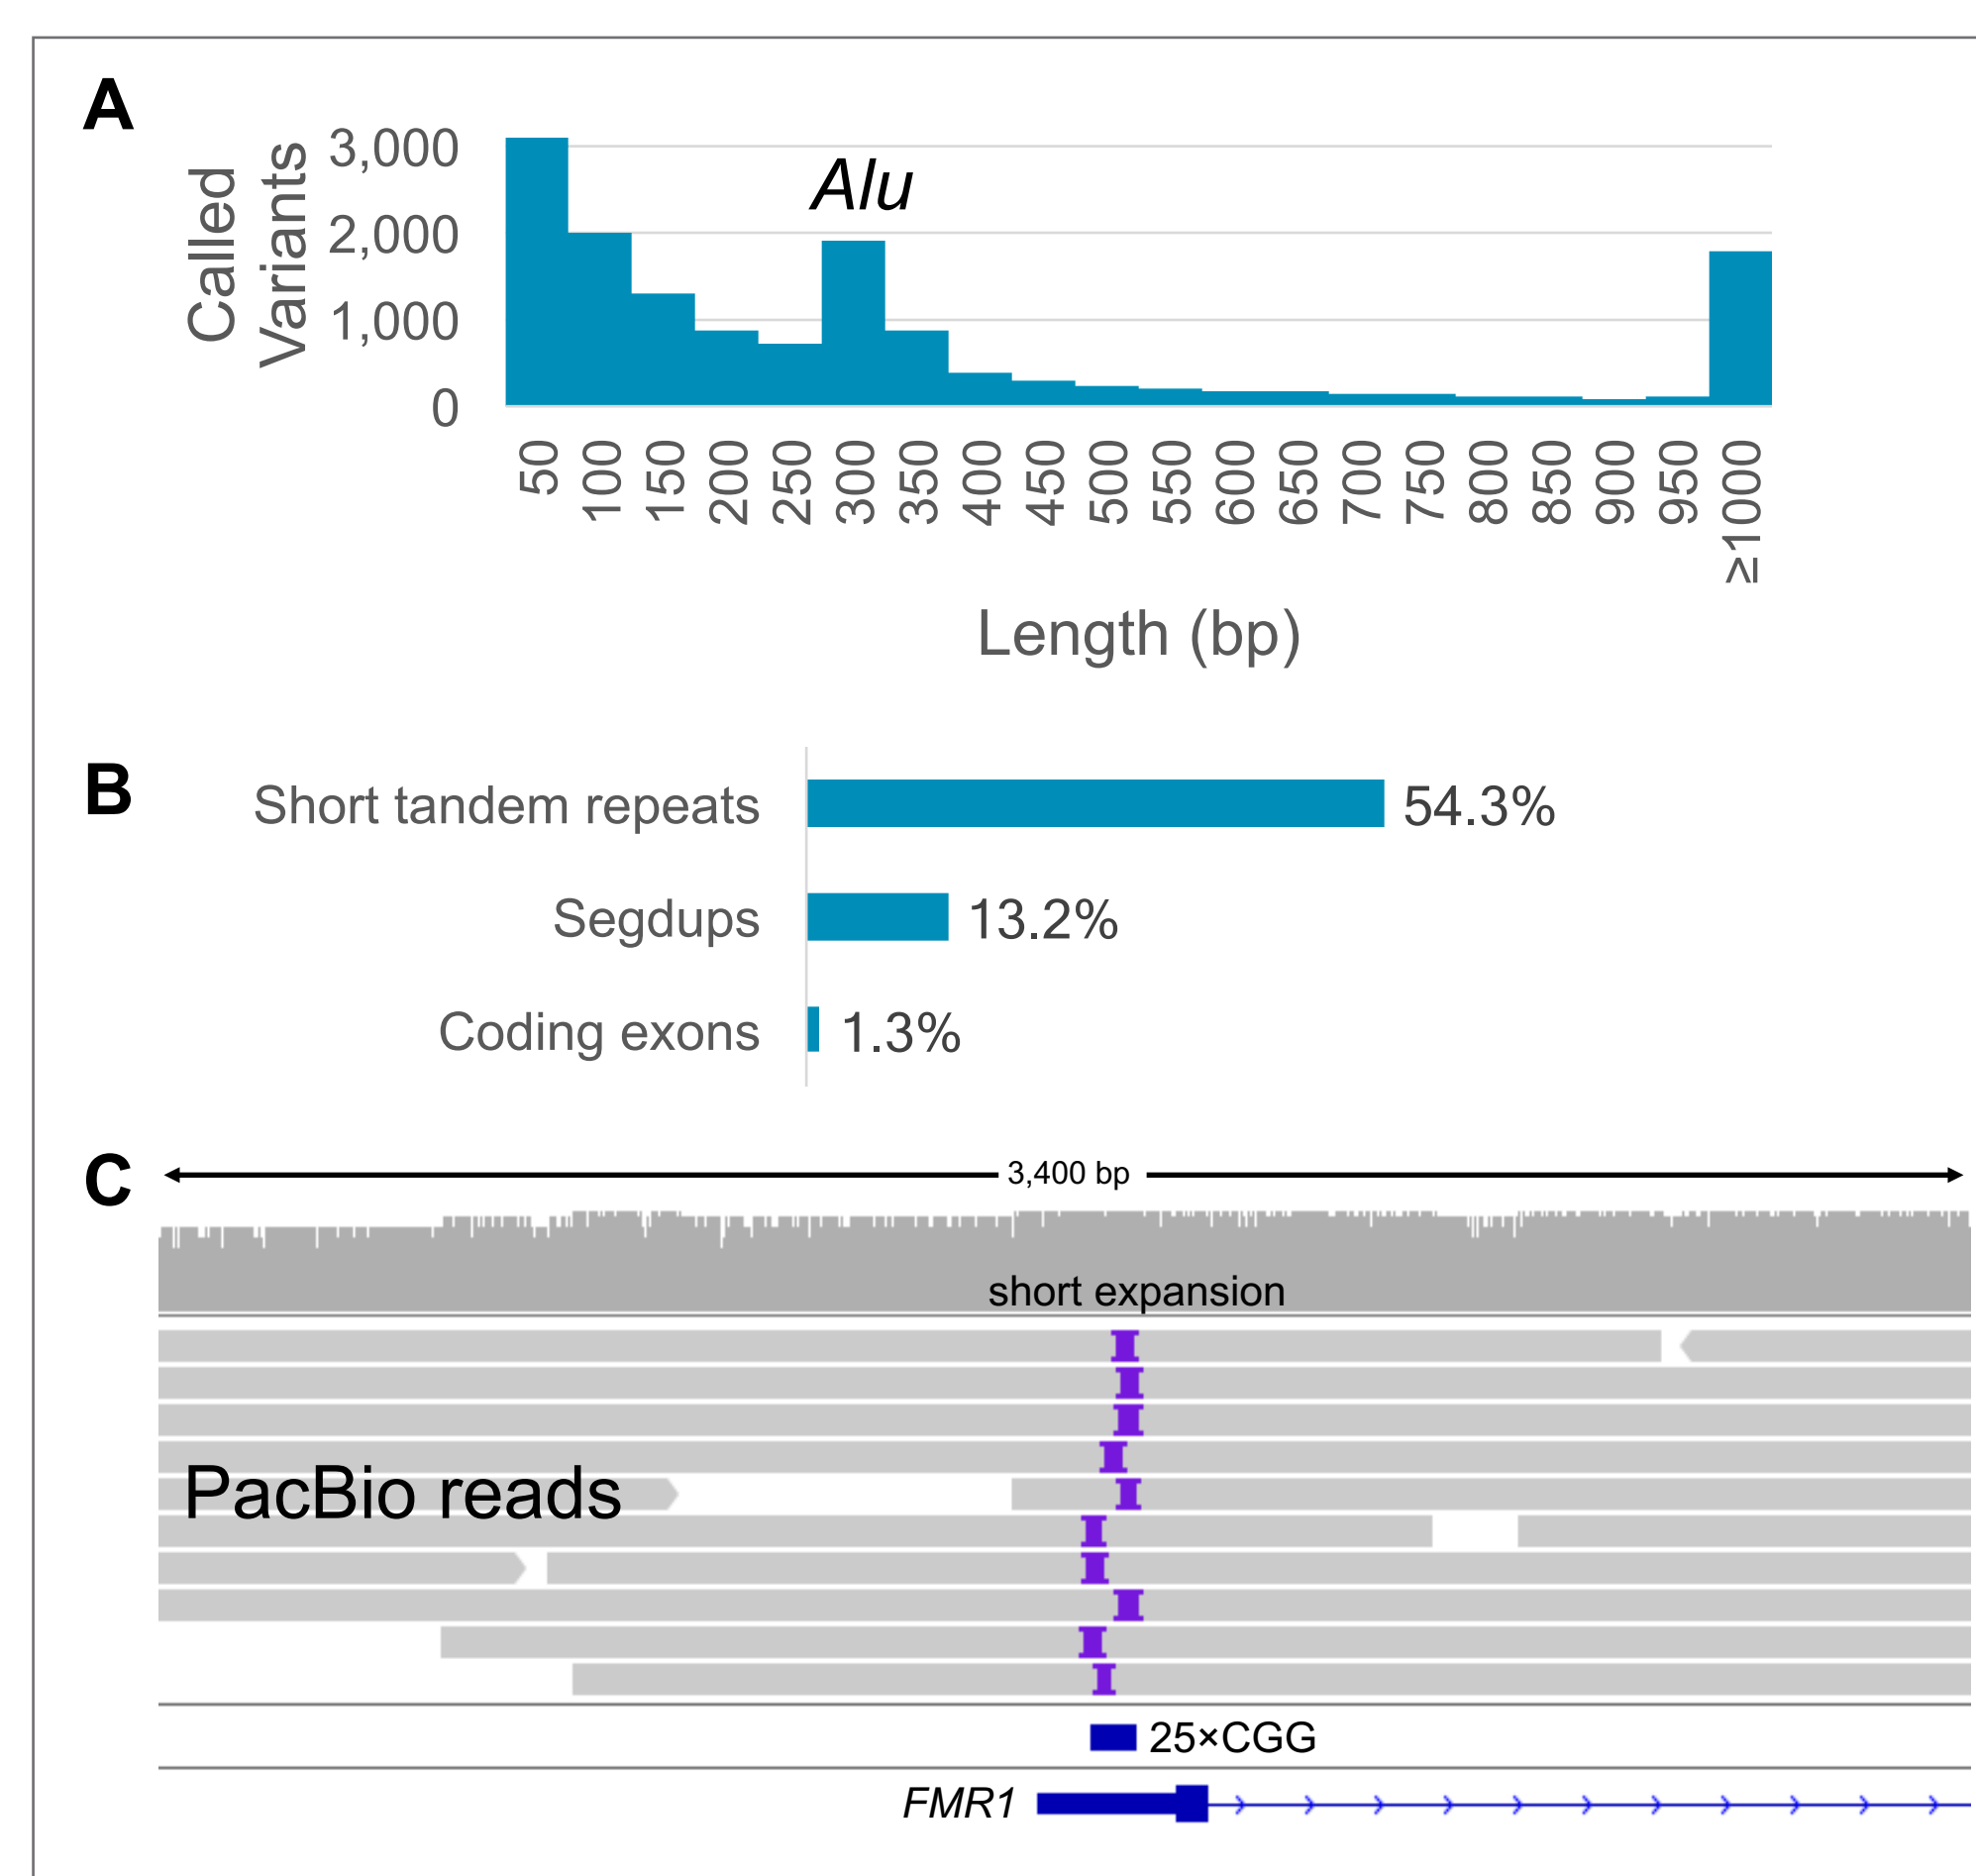 A
Called
Variants
3,000
2,000
1,000
0
Alu
50
100
150
200
250
300
350
400
450
500
550
600
650
700
750
800
850
900
950
≥1000
Length (bp)
B
Short tandem repeats 54.3%
Segdups 13.2%
Coding exons 1.3%
C
3,400 bp
short expansion
PacBio reads
25×CGG
FMR1